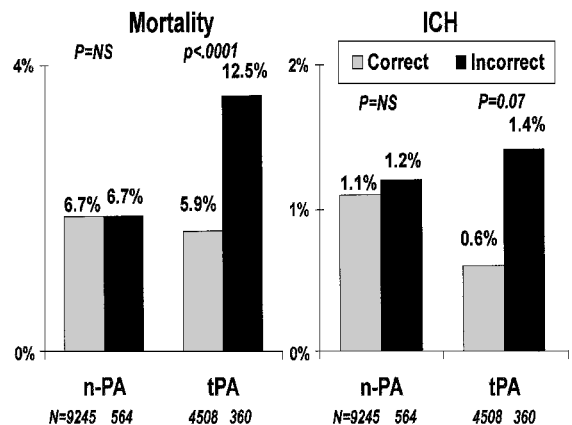 Mortality
P=NS p<.0001
4%
12.5%
6.7% 6.7%
5.9%
0%
n-PA tPA
N=9245 564 4508 360
ICH
2%
Correct Incorrect
P=NS P=0.07
1.4%
1.2%
1.1%
1%
0.6%
0%
n-PA tPA
N=9245 564 4508 360